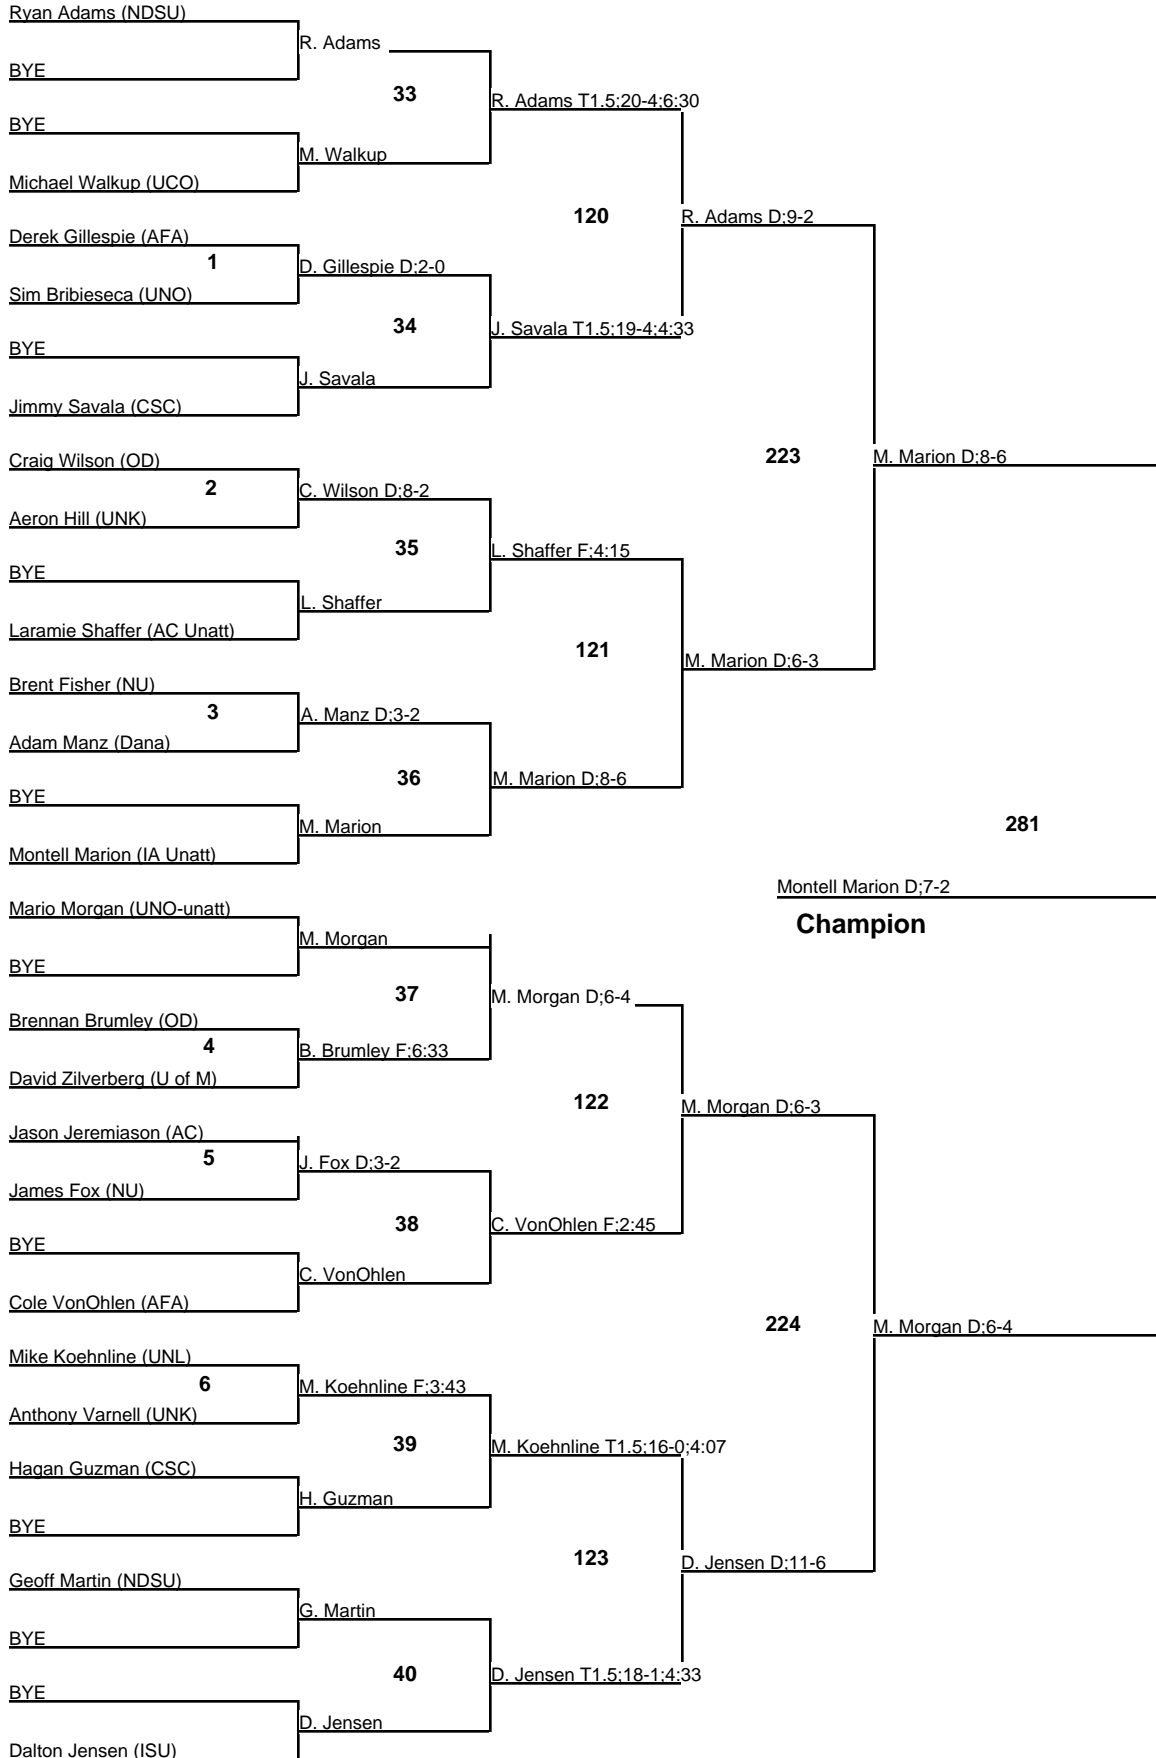 Ryan Adams (NDSU)
R. Adams
BYE
33
R. Adams T1.5;20-4;6:30
BYE
M. Walkup
Michael Walkup (UCO)
120
R. Adams D;9-2
Derek Gillespie (AFA)
1
D. Gillespie D;2-0
Sim Bribieseca (UNO)
34
J. Savala T1.5;19-4;4:33
BYE
J. Savala
Jimmy Savala (CSC)
223
M. Marion D;8-6
Craig Wilson (OD)
2
C. Wilson D;8-2
Aeron Hill (UNK)
35
L. Shaffer F;4:15
BYE
L. Shaffer
Laramie Shaffer (AC Unatt)
121
M. Marion D;6-3
Brent Fisher (NU)
3
A. Manz D;3-2
Adam Manz (Dana)
36
M. Marion D;8-6
BYE
M. Marion
281
Montell Marion (IA Unatt)
Montell Marion D;7-2
Champion
Mario Morgan (UNO-unatt)
M. Morgan
BYE
37
M. Morgan D;6-4
Brennan Brumley (OD)
4
B. Brumley F;6:33
David Zilverberg (U of M)
122
M. Morgan D;6-3
Jason Jeremiason (AC)
5
J. Fox D;3-2
James Fox (NU)
38
C. VonOhlen F;2:45
BYE
C. VonOhlen
Cole VonOhlen (AFA)
224
M. Morgan D;6-4
Mike Koehnline (UNL)
6
M. Koehnline F;3:43
Anthony Varnell (UNK)
39
M. Koehnline T1.5;16-0;4:07
Hagan Guzman (CSC)
H. Guzman
BYE
123
D. Jensen D;11-6
Geoff Martin (NDSU)
G. Martin
BYE
40
D. Jensen T1.5;18-1;4:33
BYE
D. Jensen
Dalton Jensen (ISU)